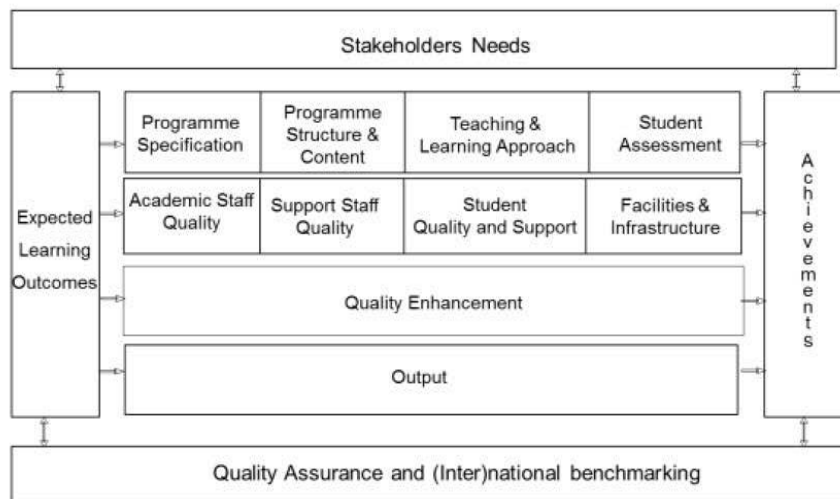 Stakeholders Needs
Programme
Specification
Programme
Structure &
Content
Teaching &
Learning Approach
Student
Assessment
Academic Staff
Quality
Support Staff
Quality
Student
Quality and Support
Facilities &
Infrastructure
Expected
Learning
Outcomes
Quality Enhancement
Output
Achievements
Quality Assurance and (Inter)national benchmarking